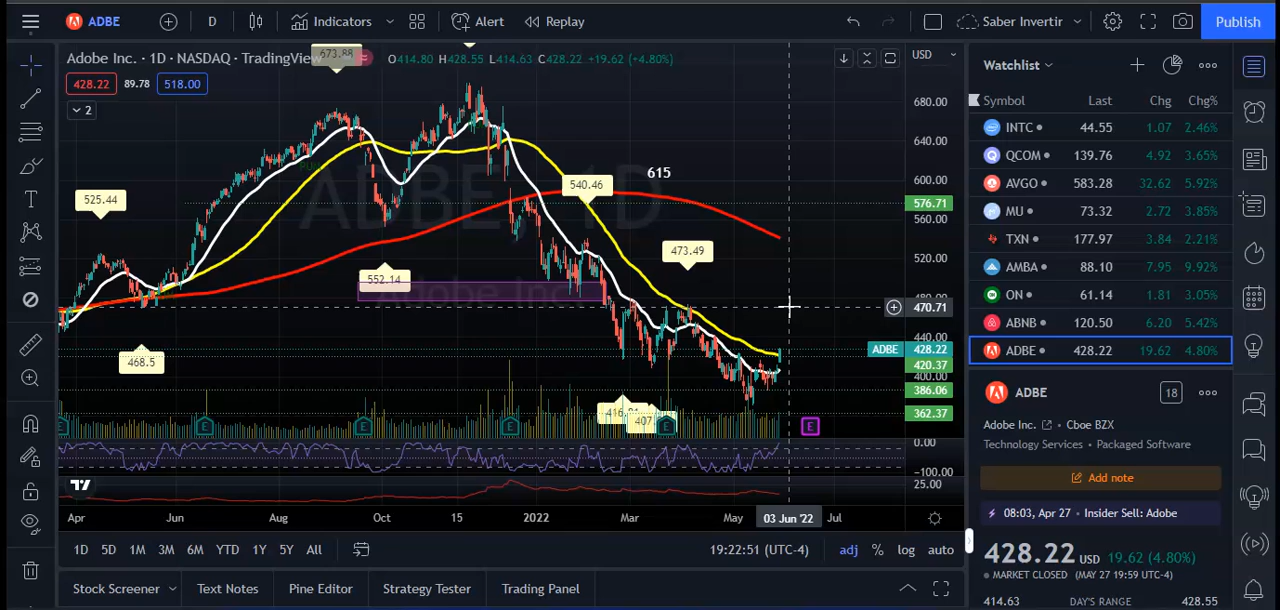 ADBE D Indicators Alert Replay Saber Invertir Publish
Adobe Inc. · 1D · NASDAQ · TradingView O414.80 H428.55 L414.63 C428.22 +19.62 (+4.80%) USD
428.22 89.78 518.00
2
673.88
525.44
468.5
552.14
540.46
615
473.49
407
ADBE, 1D
Adobe Inc.
680.00
640.00
600.00
576.71
560.00
520.00
480.00
470.71
440.00
ADBE 428.22
420.37
400.00
386.06
362.37
0.00
−100.00
25.00
E E E E E E
Apr Jun Aug Oct 15 2022 Mar May 03 Jun '22 Jul
1D 5D 1M 3M 6M YTD 1Y 5Y All 19:22:51 (UTC-4) adj % log auto
Stock Screener Text Notes Pine Editor Strategy Tester Trading Panel
Watchlist
Symbol Last Chg Chg%
INTC 44.55 1.07 2.46%
QCOM 139.76 4.92 3.65%
AVGO 583.28 32.62 5.92%
MU 73.32 2.72 3.85%
TXN 177.97 3.84 2.21%
AMBA 88.10 7.95 9.92%
ON 61.14 1.81 3.05%
ABNB 120.50 6.20 5.42%
ADBE 428.22 19.62 4.80%
ADBE 18
Adobe Inc. · Cboe BZX
Technology Services · Packaged Software
Add note
08:03, Apr 27 · Insider Sell: Adobe
428.22 USD 19.62 (4.80%)
MARKET CLOSED (MAY 27 19:59 UTC-4)
414.63 DAY'S RANGE 428.55